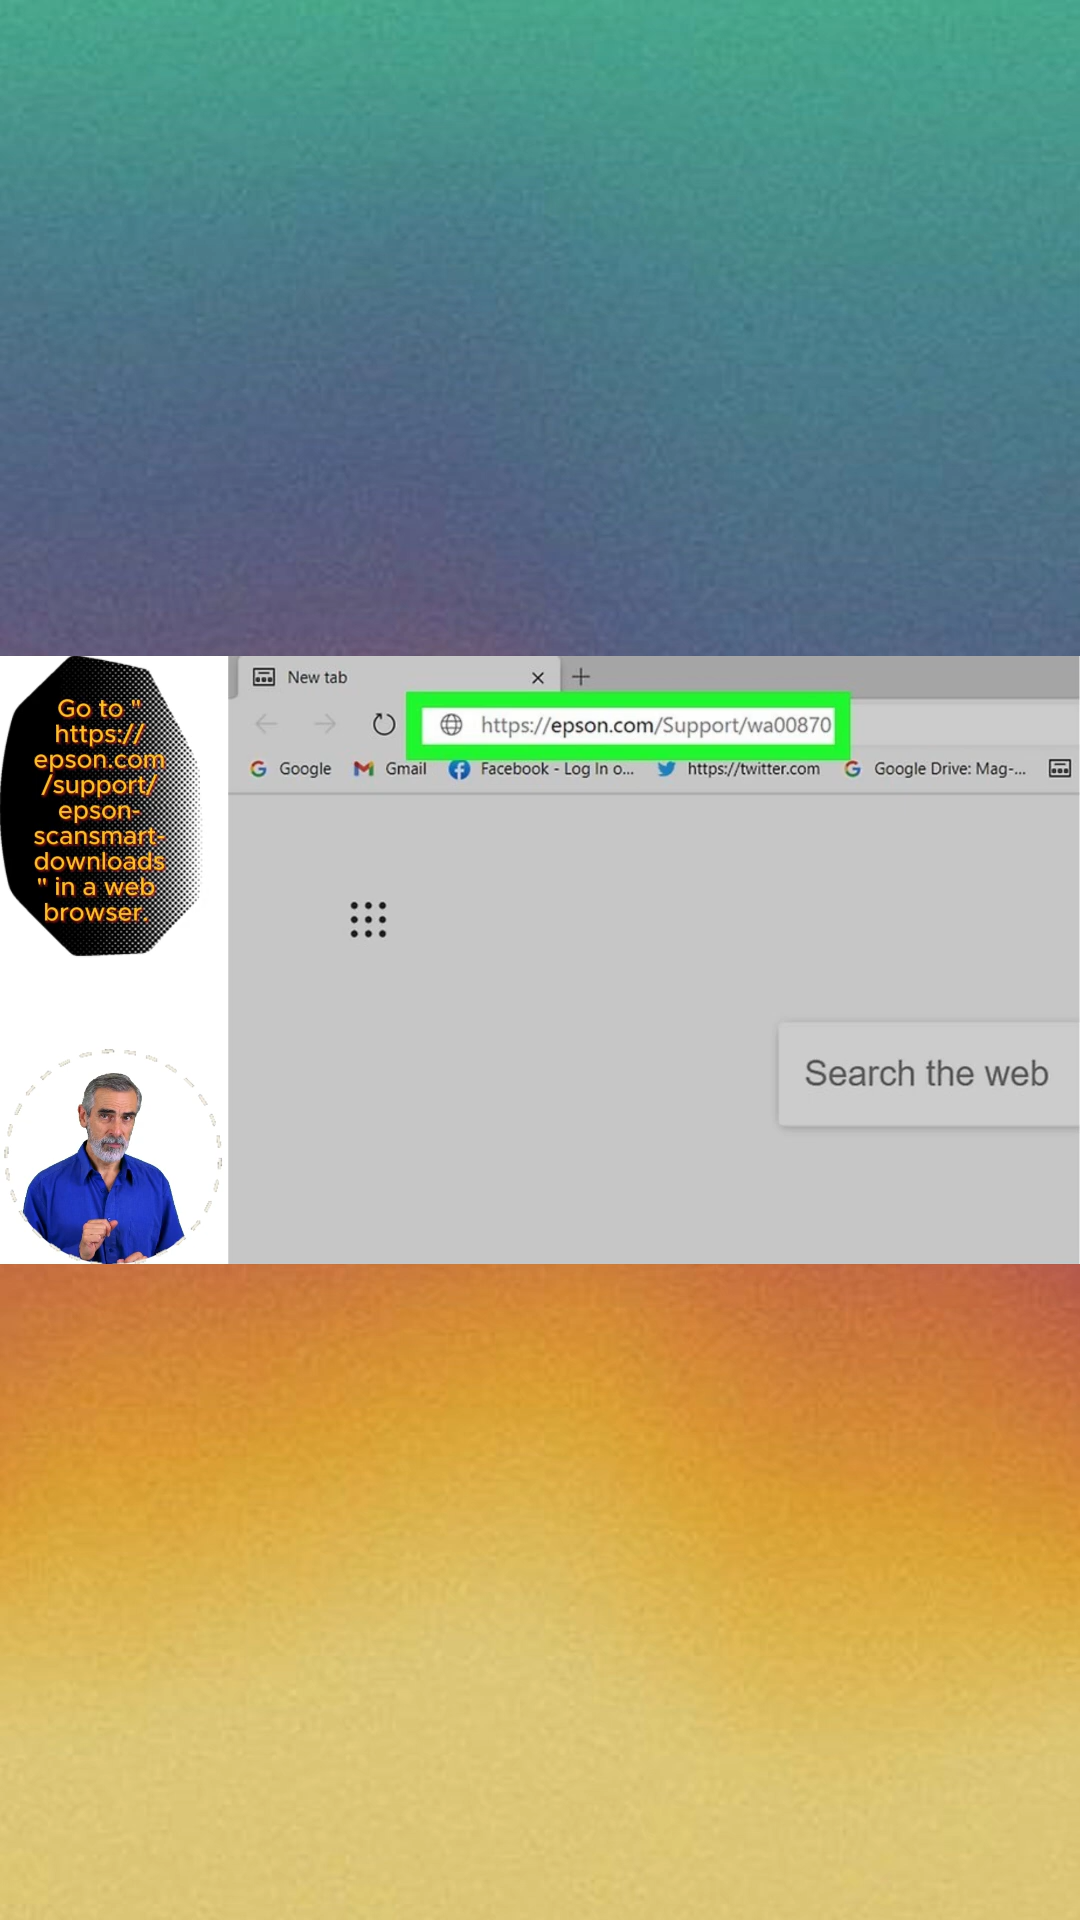 Go to "
https://
epson.com
/support/
epson-
scansmart-
downloads
" in a web
browser.
New tab
https://epson.com/Support/wa00870
Google
Gmail
Facebook - Log In o...
https://twitter.com
Google Drive: Mag-...
Search the web